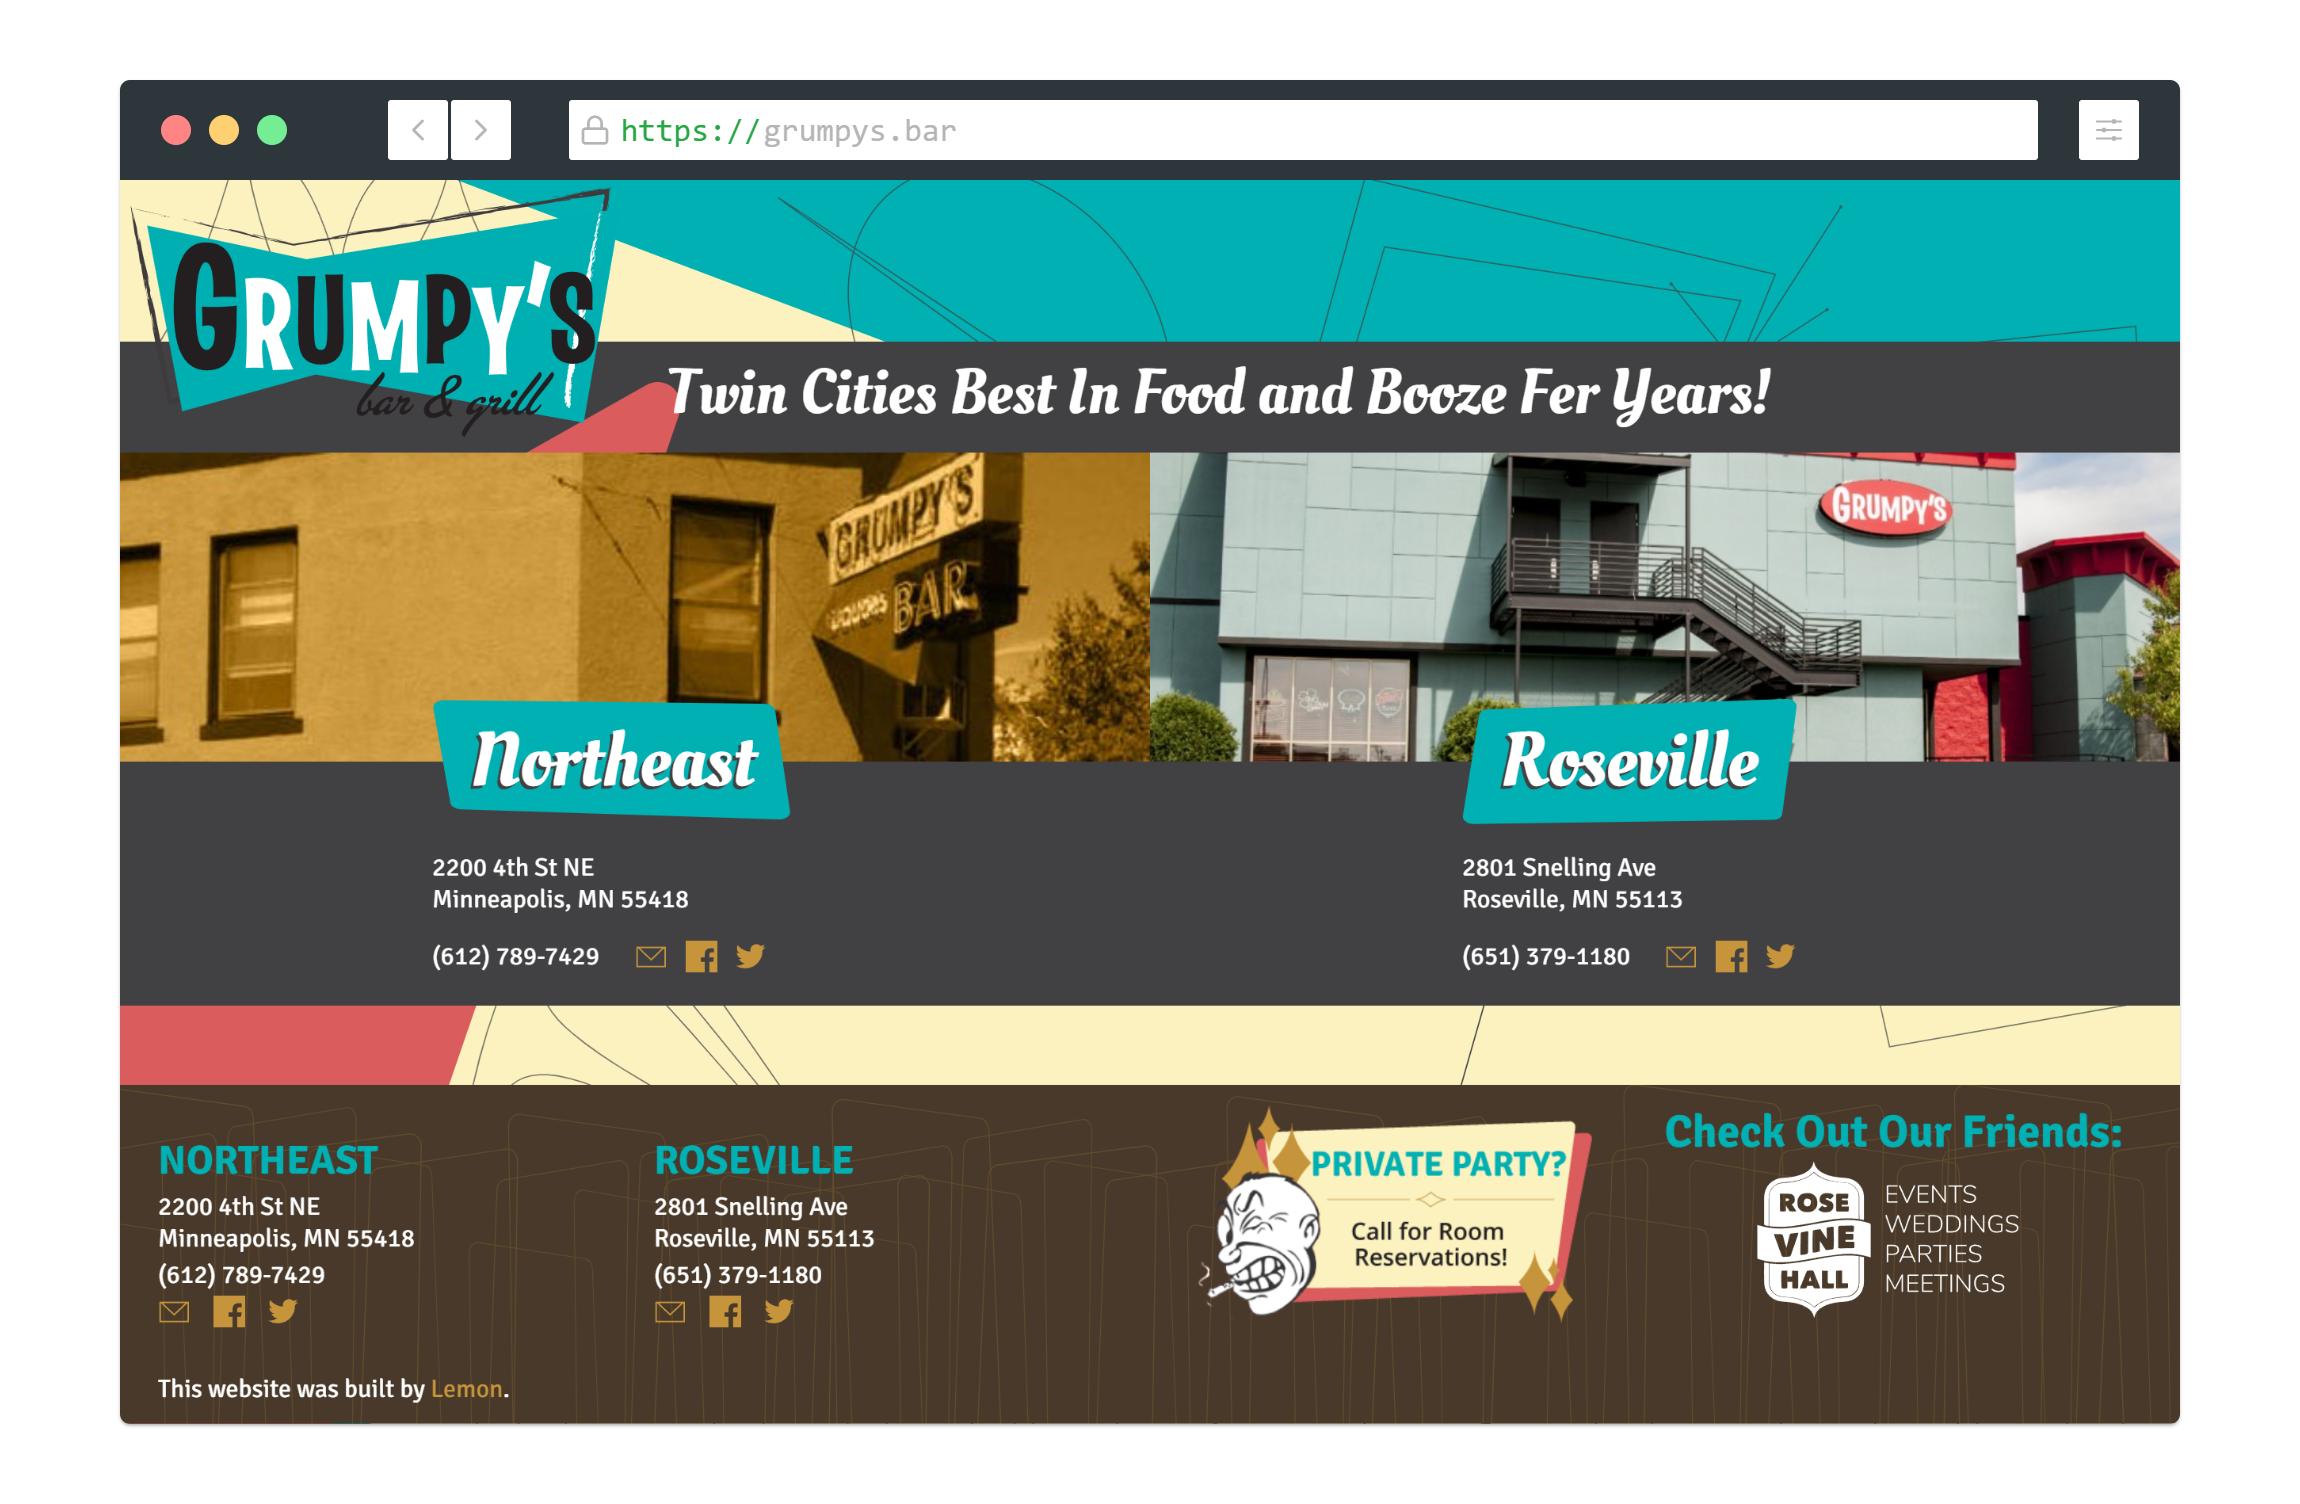 https://grumpys.bar
GRUMPY'S
bar & grill
Twin Cities Best In Food and Booze Fer Years!
GRUMPY'S
LIQUORS BAR
GRUMPY'S
Northeast
Roseville
2200 4th St NE
Minneapolis, MN 55418
(612) 789-7429
2801 Snelling Ave
Roseville, MN 55113
(651) 379-1180
NORTHEAST
2200 4th St NE
Minneapolis, MN 55418
(612) 789-7429
ROSEVILLE
2801 Snelling Ave
Roseville, MN 55113
(651) 379-1180
PRIVATE PARTY?
Call for Room
Reservations!
Check Out Our Friends:
ROSE
VINE
HALL
EVENTS
WEDDINGS
PARTIES
MEETINGS
This website was built by Lemon.